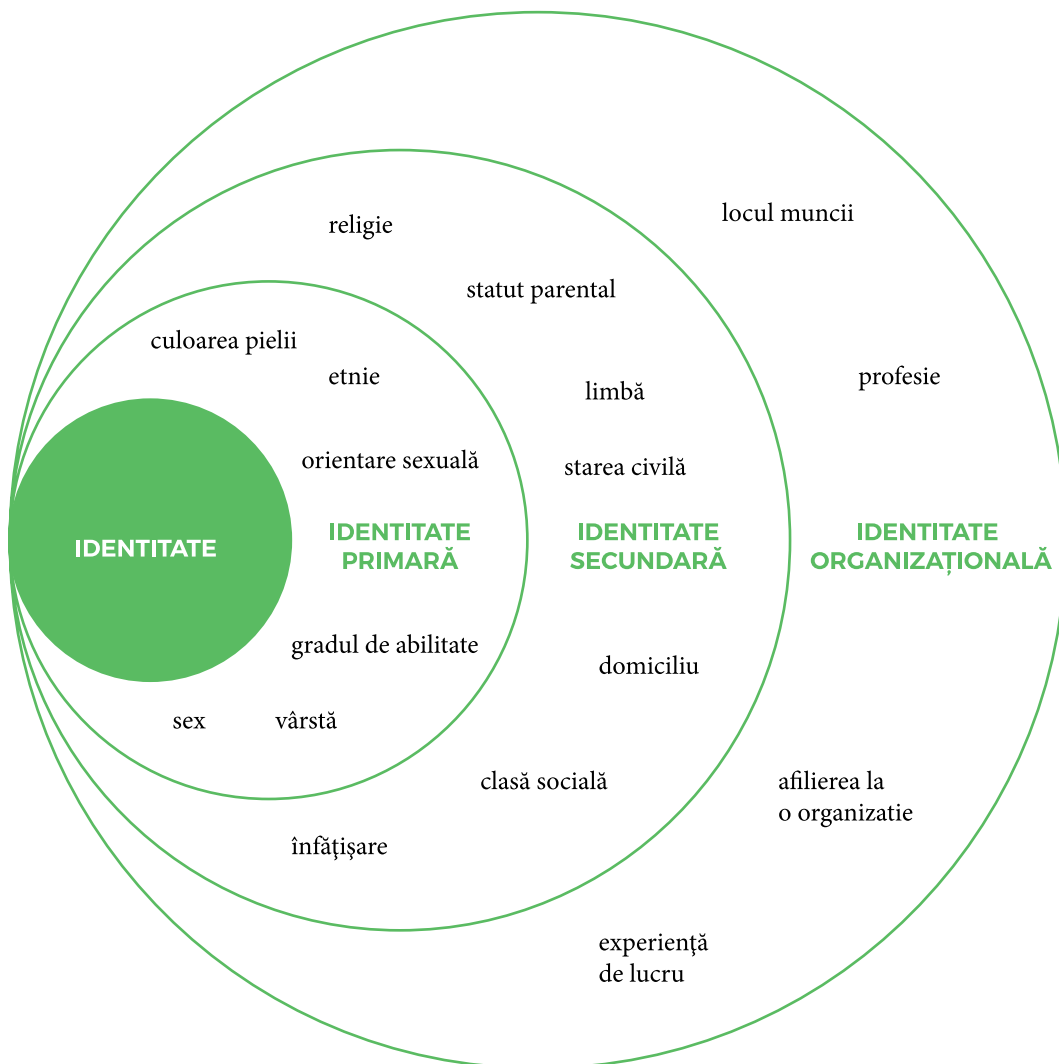 religie
locul muncii
statut parental
culoarea pielii
etnie
limbă
profesie
orientare sexuală
starea civilă
IDENTITATE
IDENTITATE
PRIMARĂ
IDENTITATE
SECUNDARĂ
IDENTITATE
ORGANIZAȚIONALĂ
gradul de abilitate
domiciliu
sex
vârstă
clasă socială
afilierea la
o organizatie
înfăţişare
experienţă
de lucru